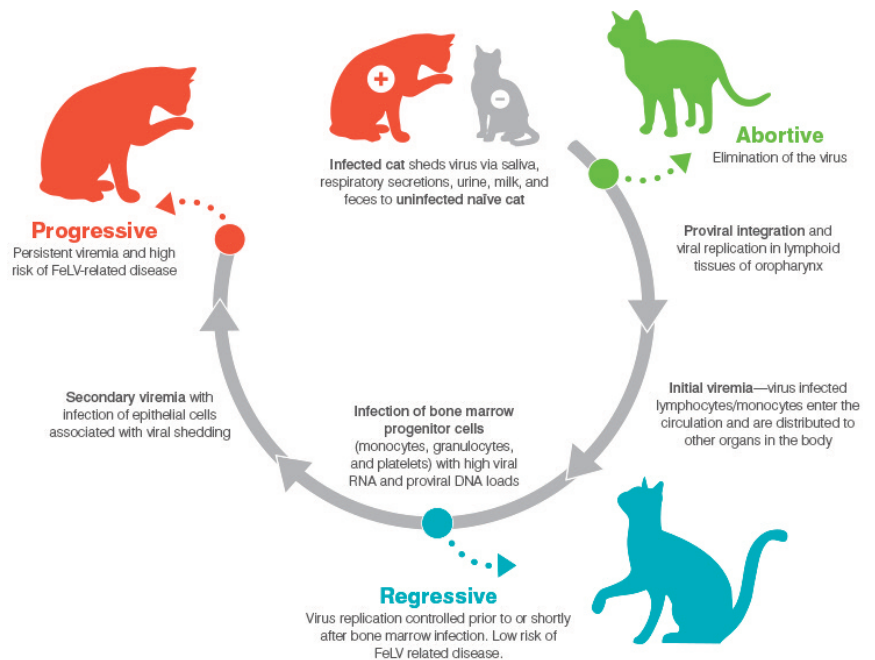 Infected cat sheds virus via saliva,
respiratory secretions, urine, milk, and
feces to uninfected naïve cat
Abortive
Elimination of the virus
Proviral integration and
viral replication in lymphoid
tissues of oropharynx
Initial viremia—virus infected
lymphocytes/monocytes enter the
circulation and are distributed to
other organs in the body
Infection of bone marrow
progenitor cells
(monocytes, granulocytes,
and platelets) with high viral
RNA and proviral DNA loads
Regressive
Virus replication controlled prior to or shortly
after bone marrow infection. Low risk of
FeLV related disease.
Secondary viremia with
infection of epithelial cells
associated with viral shedding
Progressive
Persistent viremia and high
risk of FeLV-related disease